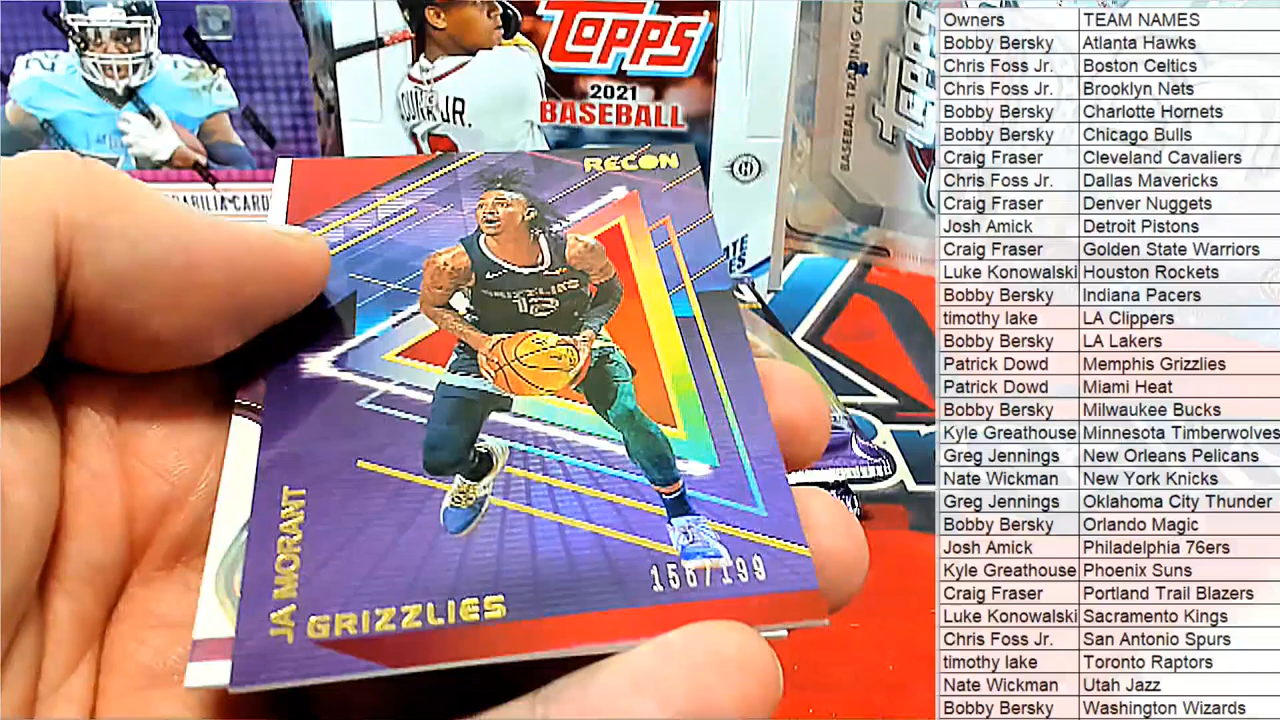 TOPPS
2021
BASEBALL
BASEBALL TRADING
RECON
JA MORANT
GRIZZLIES
156/199
Owners TEAM NAMES
Bobby Bersky Atlanta Hawks
Chris Foss Jr. Boston Celtics
Chris Foss Jr. Brooklyn Nets
Bobby Bersky Charlotte Hornets
Bobby Bersky Chicago Bulls
Craig Fraser Cleveland Cavaliers
Chris Foss Jr. Dallas Mavericks
Craig Fraser Denver Nuggets
Josh Amick Detroit Pistons
Craig Fraser Golden State Warriors
Luke Konowalski Houston Rockets
Bobby Bersky Indiana Pacers
timothy lake LA Clippers
Bobby Bersky LA Lakers
Patrick Dowd Memphis Grizzlies
Patrick Dowd Miami Heat
Bobby Bersky Milwaukee Bucks
Kyle Greathouse Minnesota Timberwolves
Greg Jennings New Orleans Pelicans
Nate Wickman New York Knicks
Greg Jennings Oklahoma City Thunder
Bobby Bersky Orlando Magic
Josh Amick Philadelphia 76ers
Kyle Greathouse Phoenix Suns
Craig Fraser Portland Trail Blazers
Luke Konowalski Sacramento Kings
Chris Foss Jr. San Antonio Spurs
timothy lake Toronto Raptors
Nate Wickman Utah Jazz
Bobby Bersky Washington Wizards